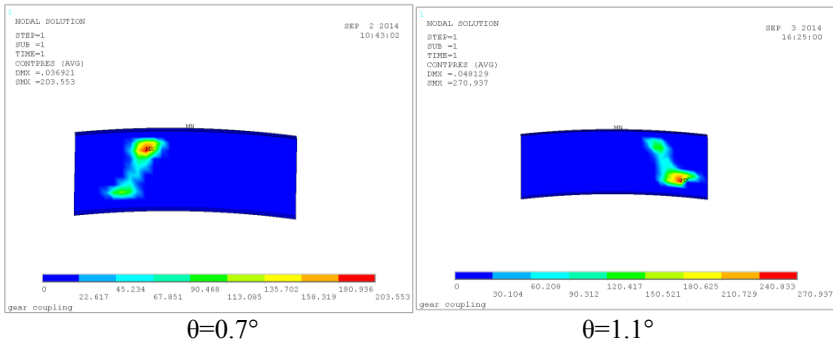 1
NODAL SOLUTION
SEP 2 2014
10:43:02
STEP=1
SUB =1
TIME=1
CONTPRES (AVG)
DMX =.036921
SMX =203.553
MN
MX
0 45.234 90.468 135.702 180.936
22.617 67.851 113.085 158.319 203.553
gear coupling
θ=0.7°
1
NODAL SOLUTION
SEP 3 2014
16:25:00
STEP=1
SUB =1
TIME=1
CONTPRES (AVG)
DMX =.048129
SMX =270.937
MN
0 60.208 120.417 180.625 240.833
30.104 90.312 150.521 210.729 270.937
gear coupling
θ=1.1°